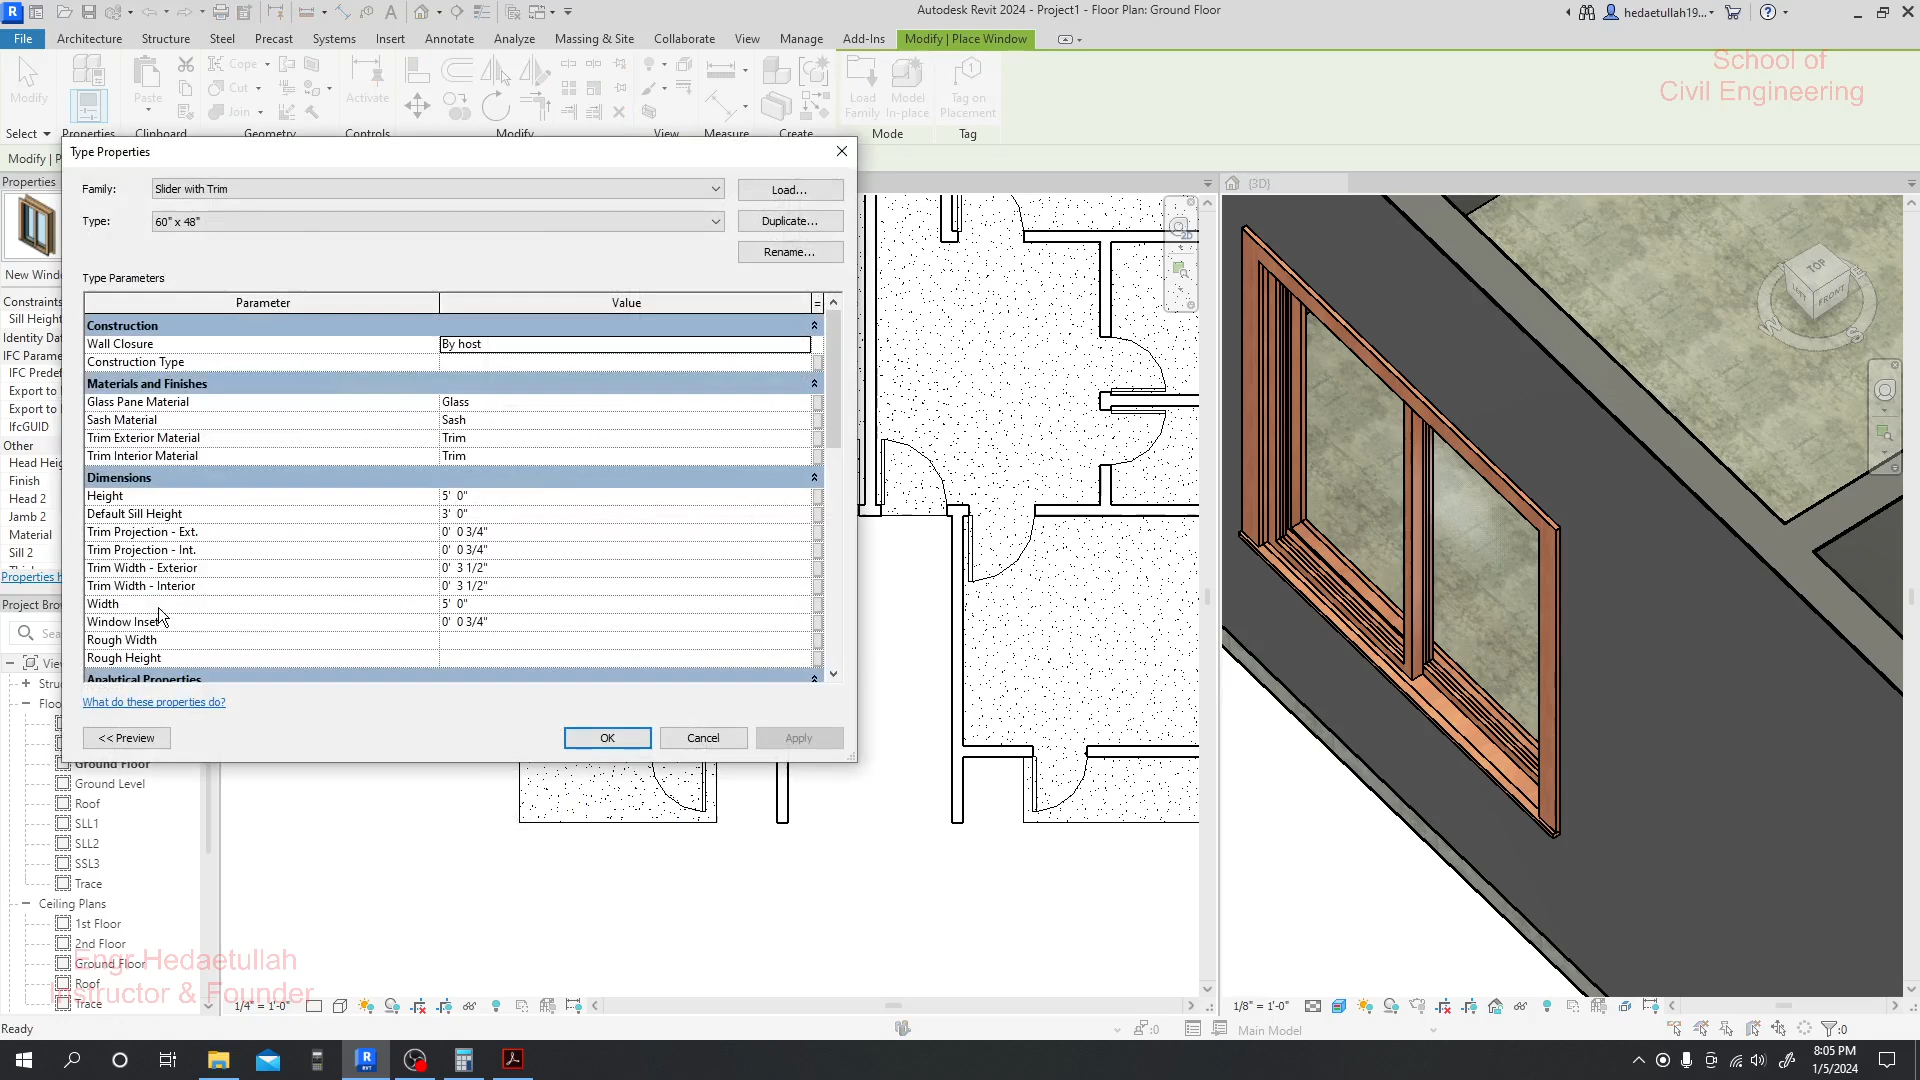 Autodesk Revit 2024 - Project1 - Floor Plan: Ground Floor
hedaetullah19...
File
Architecture
Structure
Steel
Precast
Systems
Insert
Annotate
Analyze
Massing & Site
Collaborate
View
Manage
Add-Ins
Modify | Place Window
Modify
Paste
Cope
Cut
Join
Activate
Load
Family
Model
In-place
Tag on
Placement
School of
Civil Engineering
Select
Properties
Clipboard
Geometry
Controls
Modify
View
Measure
Create
Mode
Tag
Modify | P
Type Properties
Family:
Slider with Trim
Load...
Type:
60" x 48"
Duplicate...
Rename...
Type Parameters
Parameter
Value
=
Construction
Wall Closure
By host
Construction Type
Materials and Finishes
Glass Pane Material
Glass
Sash Material
Sash
Trim Exterior Material
Trim
Trim Interior Material
Trim
Dimensions
Height
5' 0"
Default Sill Height
3' 0"
Trim Projection - Ext.
0' 0 3/4"
Trim Projection - Int.
0' 0 3/4"
Trim Width - Exterior
0' 3 1/2"
Trim Width - Interior
0' 3 1/2"
Width
5' 0"
Window Inset
0' 0 3/4"
Rough Width
Rough Height
Analytical Properties
What do these properties do?
<< Preview
OK
Cancel
Apply
Properties
New Windo
Constraints
Sill Height
Identity Dat
IFC Parame
IFC Predef
Export to
Export to
IfcGUID
Other
Head Heig
Finish
Head 2
Jamb 2
Material
Sill 2
Properties h
Project Brow
Sea
Vie
Struc
Floo
Ground Floor
Ground Level
Roof
SLL1
SLL2
SSL3
Trace
Ceiling Plans
1st Floor
2nd Floor
Ground Floor
Roof
Trace
Engr.Hedaetullah
Instructor & Founder
{3D}
2D
TOP
LEFT
FRONT
W
S
1/4" = 1'-0"
1/8" = 1'-0"
Ready
:0
Main Model
:0
8:05 PM
1/5/2024